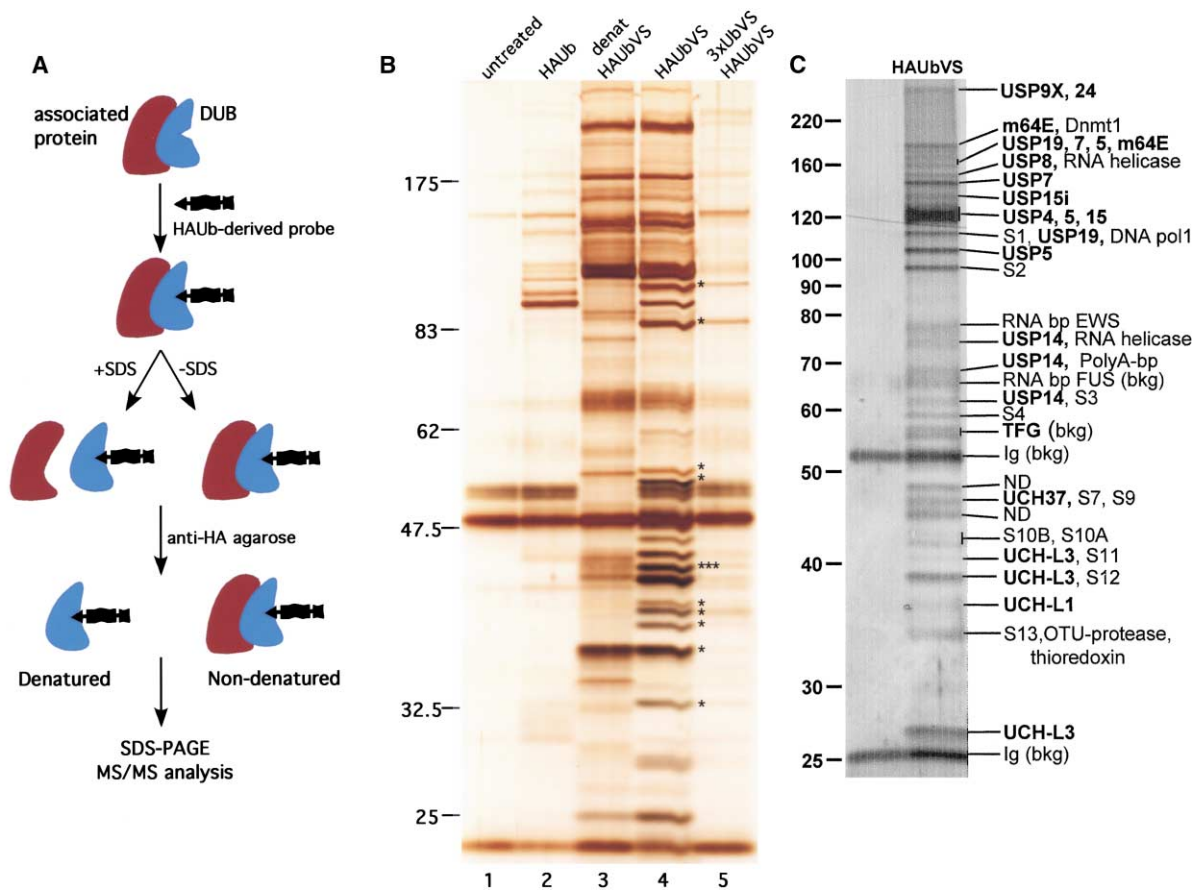 A
associated
protein
DUB
HAUb-derived probe
+SDS
-SDS
anti-HA agarose
Denatured
Non-denatured
SDS-PAGE
MS/MS analysis
B
untreated
HAUb
denat
HAUbVS
HAUbVS
3xUbVS
HAUbVS
175
83
62
47.5
32.5
25
*
*
*
*
***
*
*
*
*
*
1
2
3
4
5
C
HAUbVS
220
160
120
100
90
80
70
60
50
40
30
25
USP9X, 24
m64E, Dnmt1
USP19, 7, 5, m64E
USP8, RNA helicase
USP7
USP15i
USP4, 5, 15
S1, USP19, DNA pol1
USP5
S2
RNA bp EWS
USP14, RNA helicase
USP14, PolyA-bp
RNA bp FUS (bkg)
USP14, S3
S4
TFG (bkg)
Ig (bkg)
ND
UCH37, S7, S9
ND
S10B, S10A
UCH-L3, S11
UCH-L3, S12
UCH-L1
S13,OTU-protease,
thioredoxin
UCH-L3
Ig (bkg)